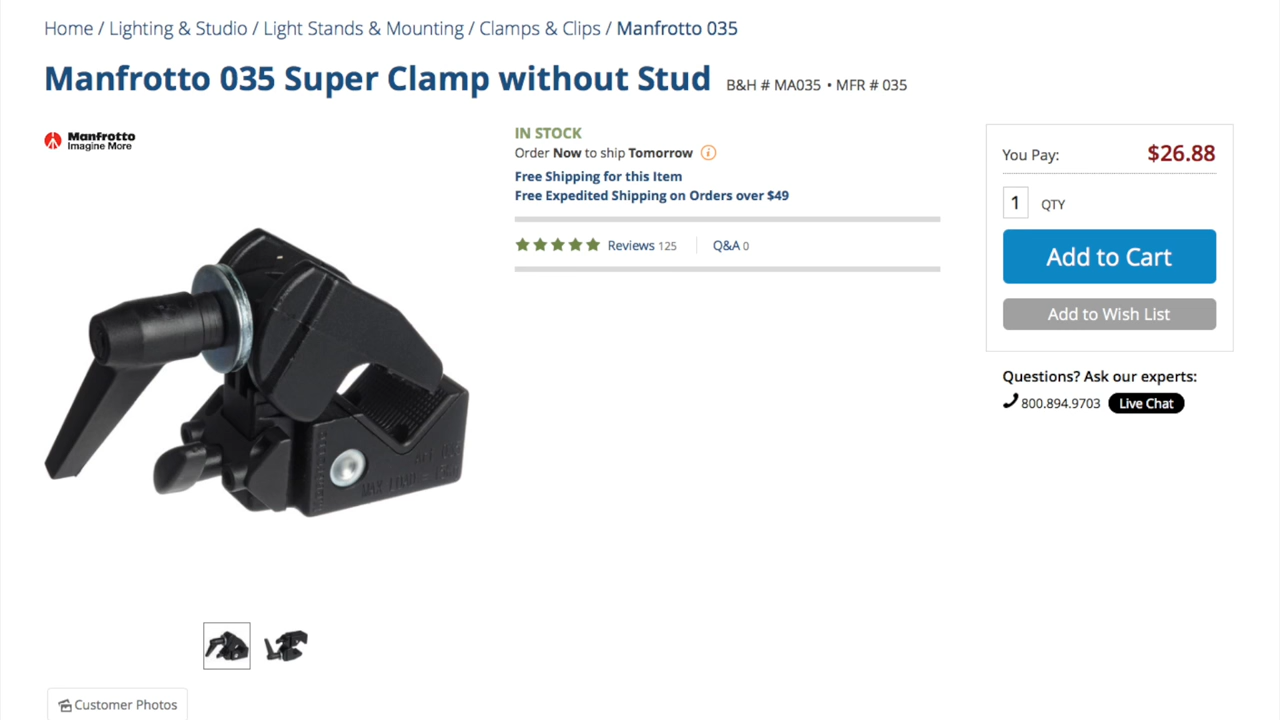 Home / Lighting & Studio / Light Stands & Mounting / Clamps & Clips / Manfrotto 035
Manfrotto 035 Super Clamp without Stud B&H # MA035 • MFR # 035
Manfrotto
Imagine More
IN STOCK
Order Now to ship Tomorrow
Free Shipping for this Item
Free Expedited Shipping on Orders over $49
Reviews 125
Q&A 0
You Pay: $26.88
1 QTY
Add to Cart
Add to Wish List
Questions? Ask our experts:
800.894.9703 Live Chat
Customer Photos